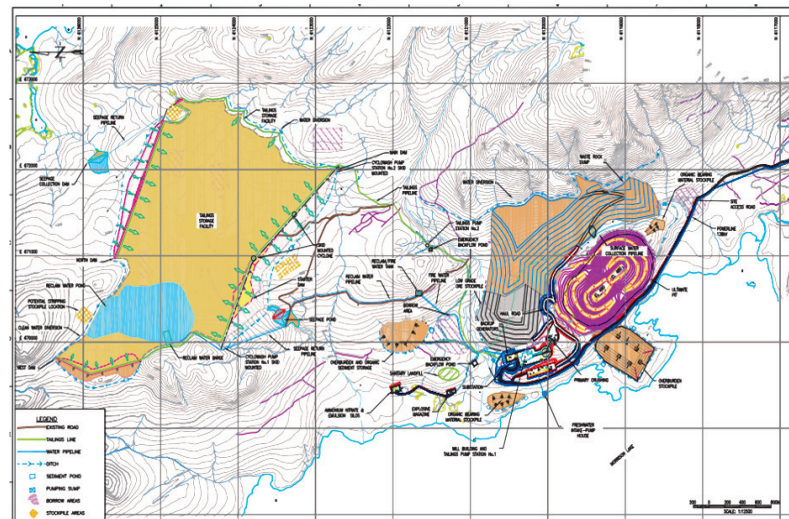 SEEPAGE RETURN
PIPELINE
SEEPAGE
COLLECTION DAM
TAILINGS
STORAGE
FACILITY
WATER DIVERSION
MAIN DAM
CYCLOWASH PUMP
STATION No.2 SKID
MOUNTED
TAILINGS
PIPELINE
WATER DIVERSION
WASTE ROCK
DUMP
ORGANIC BEARING
MATERIAL STOCKPILE
SITE
ACCESS ROAD
POWERLINE
TAILINGS
STORAGE
FACILITY
SKID
MOUNTED
CYCLONE
TAILINGS PUMP
STATION No.2
EMERGENCY
BACKFLOW POND
SURFACE WATER
COLLECTION PIPELINE
NORTH DAM
RECLAIM WATER POND
POTENTIAL STRIPPING
STOCKPILE LOCATION
CLEAN WATER DIVERSION
STARTER
DAM
RECLAIM/FIRE
WATER TANK
RECLAIM WATER
PIPELINE
FIRE WATER
PIPELINE
LOW GRADE
ORE STOCKPILE
BORROW
AREA
HAUL ROAD
BACKUP
GENERATORS
ULTIMATE
PIT
SEEPAGE POND
SEEPAGE RETURN
PIPELINE
WEST DAM
RECLAIM WATER BARGE
CYCLOWASH PUMP
STATION No.1 SKID
MOUNTED
OVERBURDEN AND ORGANIC
SEDIMENT STORAGE
EMERGENCY
BACKFLOW POND
SANITARY LANDFILL
SUBSTATION
PRIMARY CRUSHING
OVERBURDEN
STOCKPILE
AMMONIUM NITRATE &
EMULSION SILOS
EXPLOSIVE
MAGAZINE
ORGANIC BEARING
MATERIAL STOCKPILE
FRESHWATER
INTAKE-PUMP
HOUSE
MILL BUILDING AND
TAILINGS PUMP STATION No.1
MORRISON LAKE
LEGEND
EXISTING ROAD
TAILINGS LINE
WATER PIPELINE
DITCH
SEDIMENT POND
PUMPING SUMP
BORROW AREAS
STOCKPILE AREAS